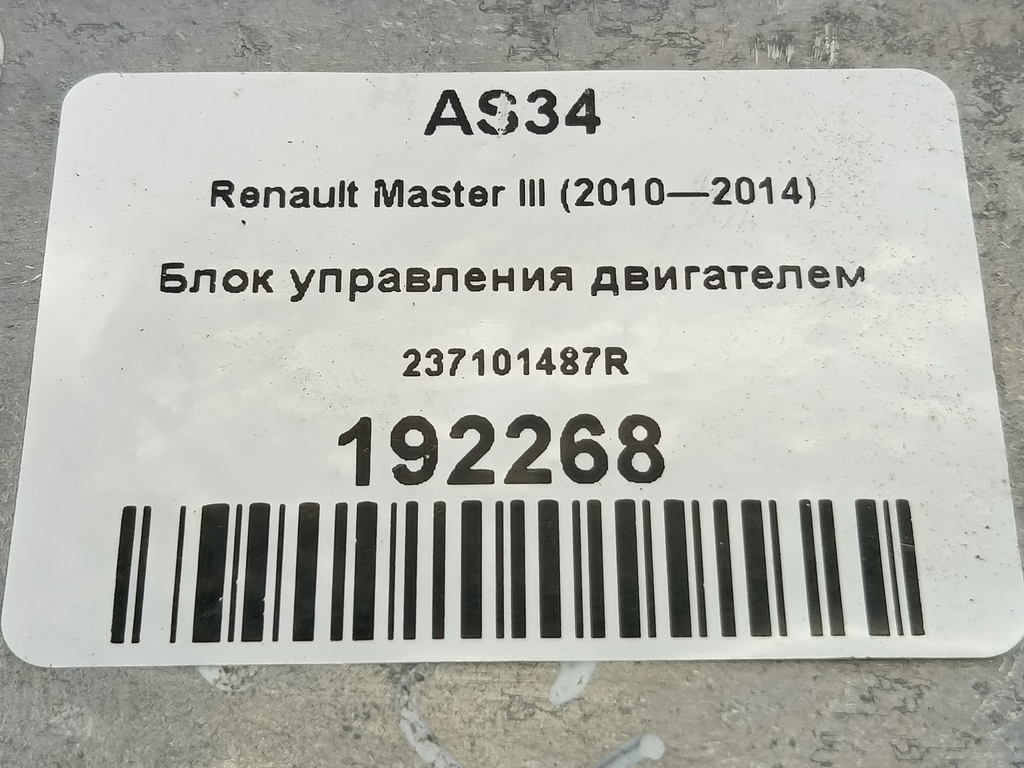 AS34
Renault Master III (2010—2014)
Блок управления двигателем
237101487R
192268